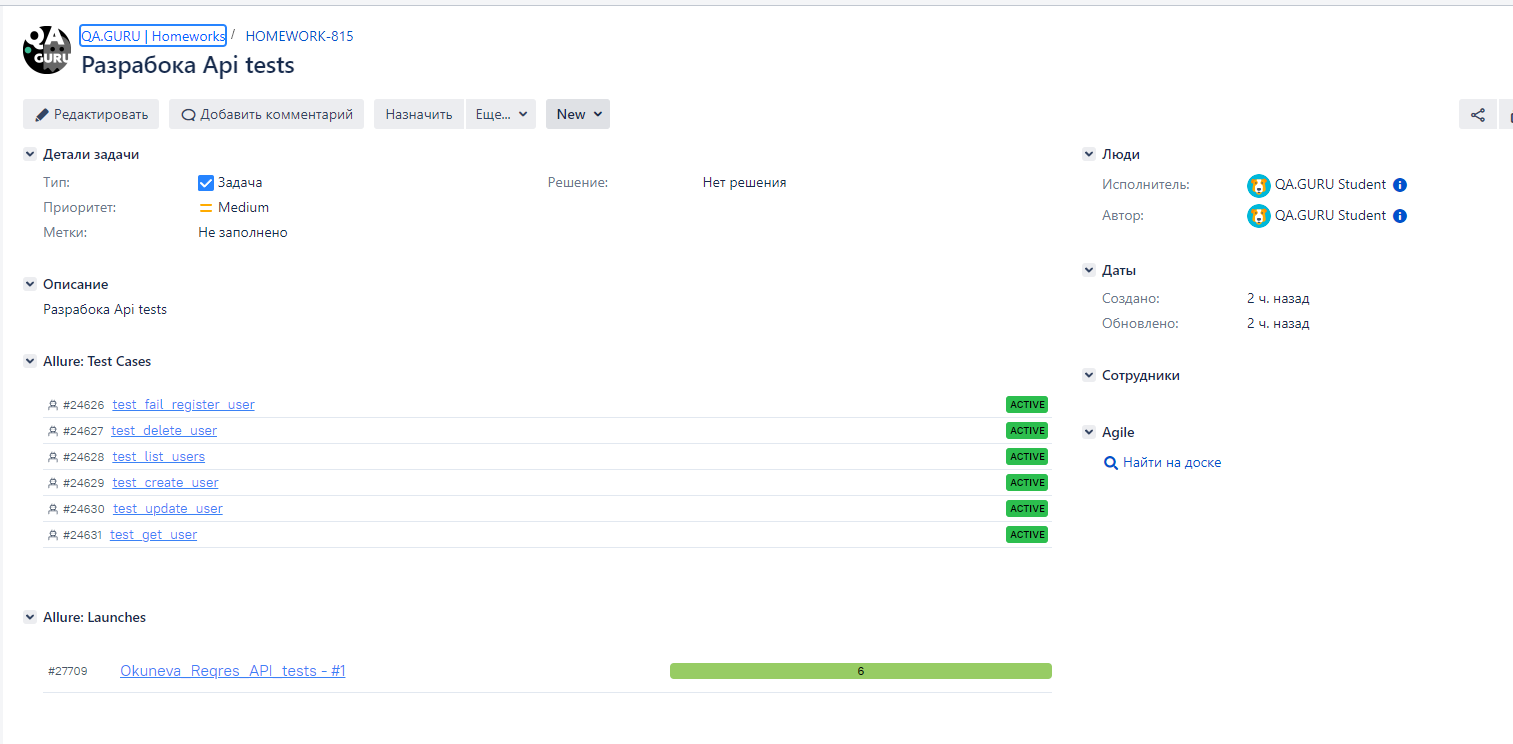 QA GURU
QA.GURU | Homeworks / HOMEWORK-815
Разрабока Api tests
Редактировать Добавить комментарий Назначить Еще... New
Детали задачи
Тип: Задача Решение: Нет решения
Приоритет: Medium
Метки: Не заполнено
Описание
Разрабока Api tests
Allure: Test Cases
#24626 test_fail_register_user ACTIVE
#24627 test_delete_user ACTIVE
#24628 test_list_users ACTIVE
#24629 test_create_user ACTIVE
#24630 test_update_user ACTIVE
#24631 test_get_user ACTIVE
Allure: Launches
#27709 Okuneva_Reqres_API_tests - #1 6
Люди
Исполнитель: QA.GURU Student
Автор: QA.GURU Student
Даты
Создано: 2 ч. назад
Обновлено: 2 ч. назад
Сотрудники
Agile
Найти на доске